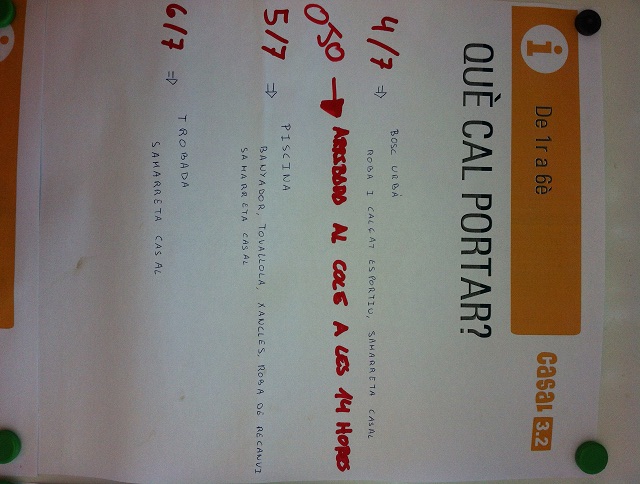 i De 1r a 6è
casal 3.2
QUÈ CAL PORTAR?
4/7 ⇒ BOSC URBÀ
ROBA I CALÇAT ESPORTIU, SAMARRETA CASAL
OJO → ARRIBADA AL COLE A LES 14 HORES
5/7 ⇒ PISCINA
BANYADOR, TOVALLOLA, XANCLES, ROBA DE RECANVI
SAMARRETA CASAL
6/7 ⇒ TROBADA
SAMARRETA CASAL